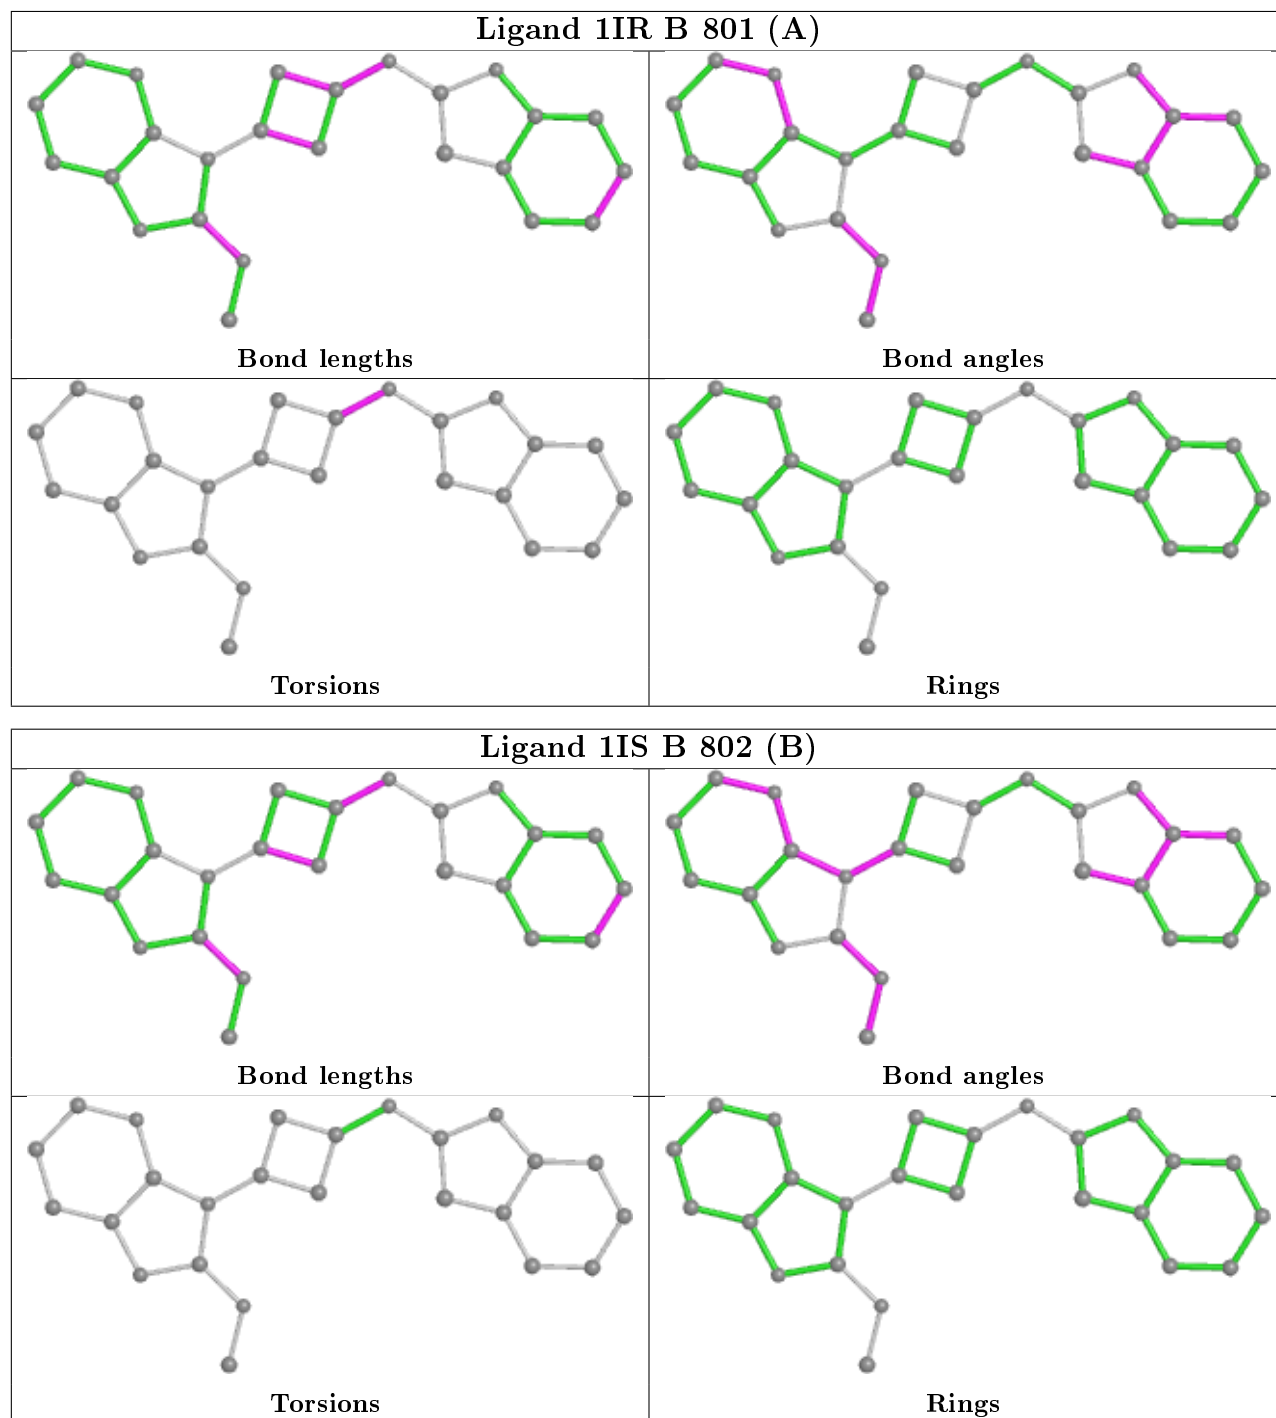 Ligand 1IR B 801 (A)
Bond lengths
Bond angles
Torsions
Rings
Ligand 1IS B 802 (B)
Bond lengths
Bond angles
Torsions
Rings